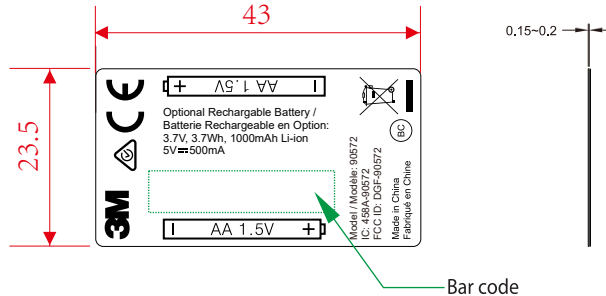 43
0.15~0.2
23.5
+ AA 1.5V -
CE
Optional Rechargable Battery /
Batterie Rechargeable en Option:
3.7V, 3.7Wh, 1000mAh Li-ion
5V⎓500mA
3M
- AA 1.5V +
Model / Modèle: 90572
IC: 458A-90572
FCC ID: DGF-90572
Made in China
Fabriqué en Chine
BC
Bar code